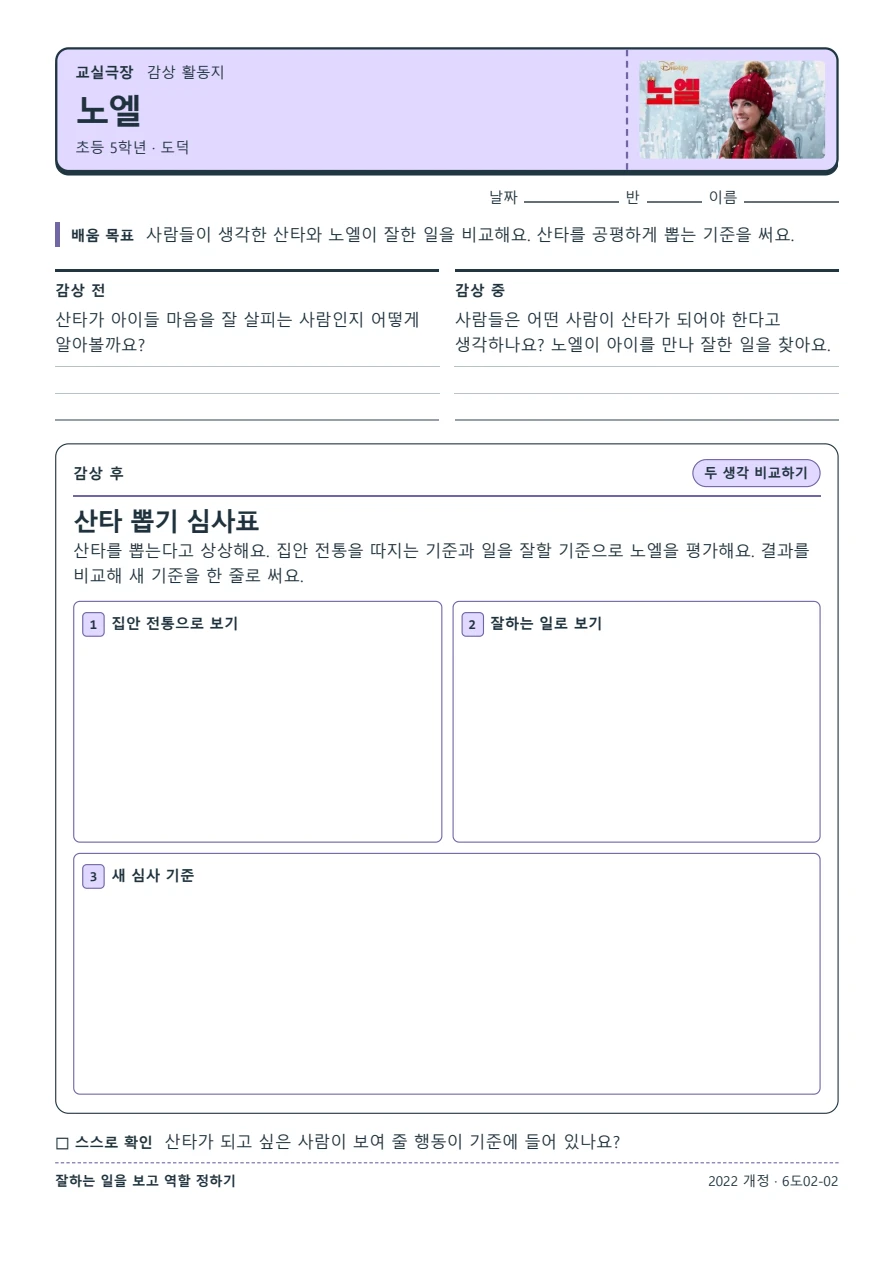 교실극장 감상 활동지
노엘
초등 5학년 · 도덕
Disney+
노엘
날짜 반 이름
배움 목표 사람들이 생각한 산타와 노엘이 잘한 일을 비교해요. 산타를 공평하게 뽑는 기준을 써요.
감상 전
산타가 아이들 마음을 잘 살피는 사람인지 어떻게
알아볼까요?
감상 중
사람들은 어떤 사람이 산타가 되어야 한다고
생각하나요? 노엘이 아이를 만나 잘한 일을 찾아요.
감상 후
두 생각 비교하기
산타 뽑기 심사표
산타를 뽑는다고 상상해요. 집안 전통을 따지는 기준과 일을 잘할 기준으로 노엘을 평가해요. 결과를
비교해 새 기준을 한 줄로 써요.
1 집안 전통으로 보기
2 잘하는 일로 보기
3 새 심사 기준
□ 스스로 확인 산타가 되고 싶은 사람이 보여 줄 행동이 기준에 들어 있나요?
잘하는 일을 보고 역할 정하기
2022 개정 · 6도02-02